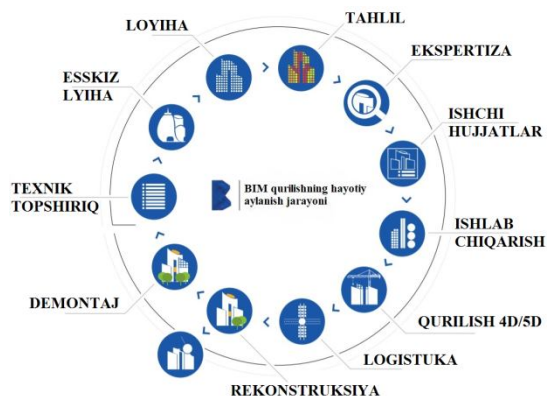 LOYIHA
TAHLIL
EKSPERTIZA
ESSKIZ
LYIHA
ISHCHI
HUJJATLAR
TEXNIK
TOPSHIRIQ
BIM qurilishning hayotiy
aylanish jarayoni
ISHLAB
CHIQARISH
DEMONTAJ
QURILISH 4D/5D
LOGISTUKA
REKONSTRUKSIYA